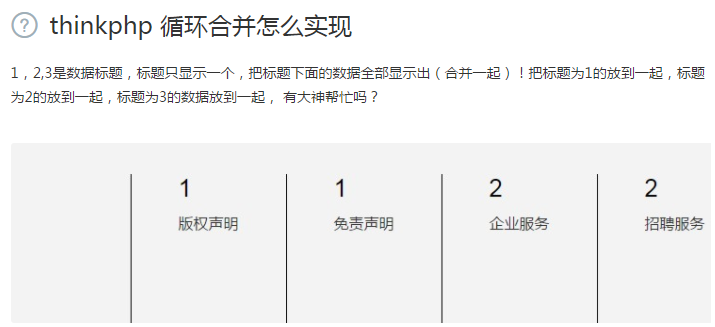 thinkphp 循环合并怎么实现
1，2,3是数据标题，标题只显示一个，把标题下面的数据全部显示出（合并一起）！把标题为1的放到一起，标题
为2的放到一起，标题为3的数据放到一起， 有大神帮忙吗？
1 1 2 2
版权声明 免责声明 企业服务 招聘服务